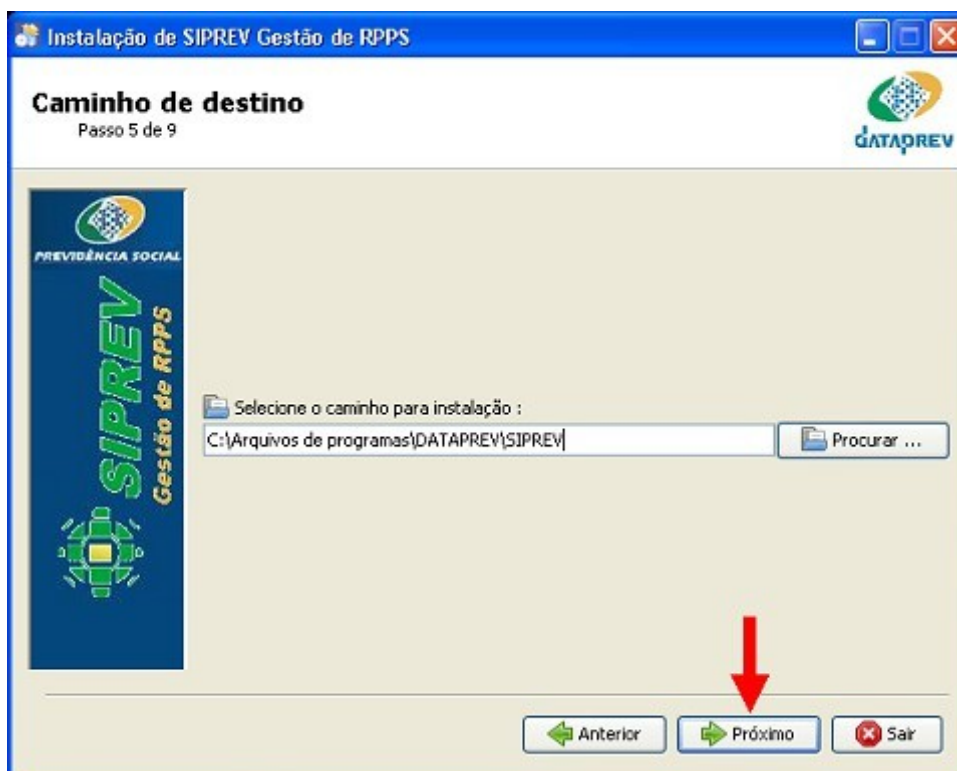 Instalação de SIPREV Gestão de RPPS
Caminho de destino
Passo 5 de 9
dataprev
PREVIDÊNCIA SOCIAL
SIPREV
Gestão de RPPS
Selecione o caminho para instalação :
C:\Arquivos de programas\DATAPREV\SIPREV
Procurar ...
Anterior
Próximo
Sair